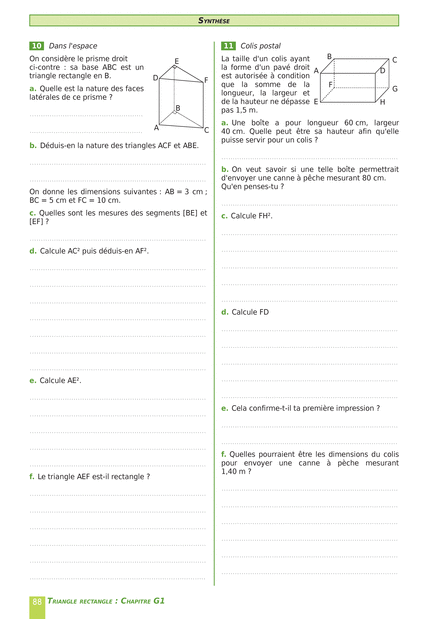 SYNTHÈSE
10 Dans l'espace
On considère le prisme droit
ci-contre : sa base ABC est un
triangle rectangle en B.
a. Quelle est la nature des faces
latérales de ce prisme ?
E
D
F
B
A
C
b. Déduis-en la nature des triangles ACF et ABE.
On donne les dimensions suivantes : AB = 3 cm ;
BC = 5 cm et FC = 10 cm.
c. Quelles sont les mesures des segments [BE] et
[EF] ?
d. Calcule AC² puis déduis-en AF².
e. Calcule AE².
f. Le triangle AEF est-il rectangle ?
11 Colis postal
La taille d'un colis ayant
la forme d'un pavé droit
est autorisée à condition
que la somme de la
longueur, la largeur et
de la hauteur ne dépasse
pas 1,5 m.
B
C
A
D
F
G
E
H
a. Une boîte a pour longueur 60 cm, largeur
40 cm. Quelle peut être sa hauteur afin qu'elle
puisse servir pour un colis ?
b. On veut savoir si une telle boîte permettrait
d'envoyer une canne à pêche mesurant 80 cm.
Qu'en penses-tu ?
c. Calcule FH².
d. Calcule FD
e. Cela confirme-t-il ta première impression ?
f. Quelles pourraient être les dimensions du colis
pour envoyer une canne à pèche mesurant
1,40 m ?
88 TRIANGLE RECTANGLE : CHAPITRE G1